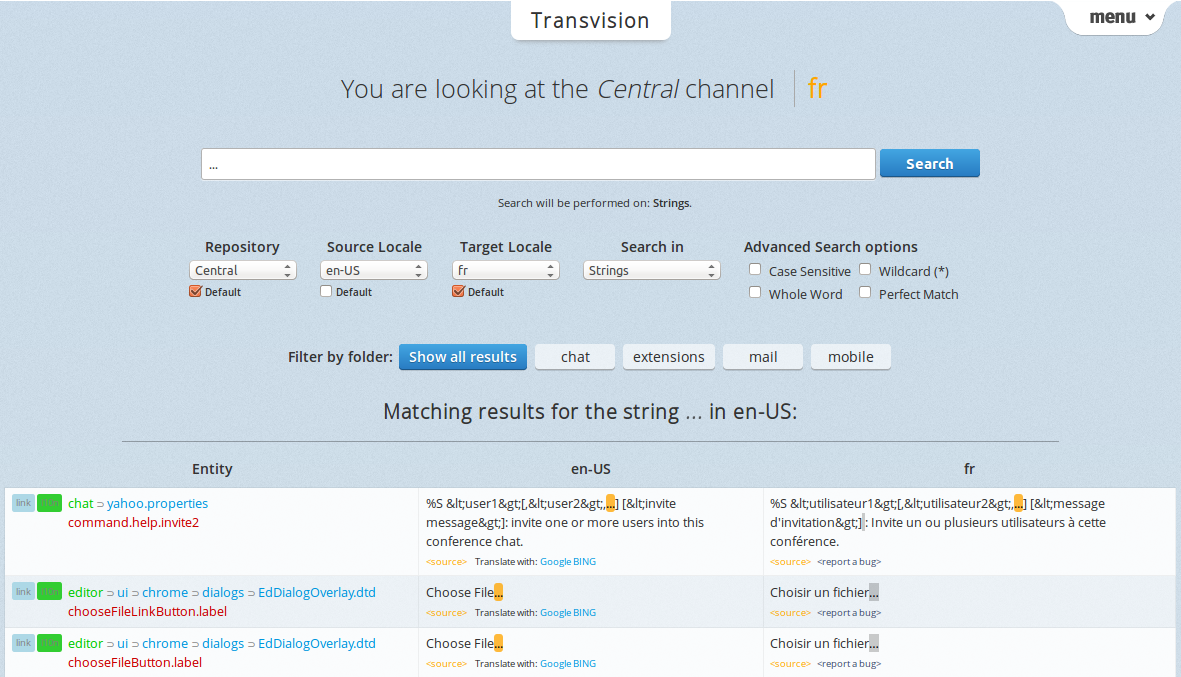 Transvision
menu
You are looking at the Central channel fr
...
Search
Search will be performed on: Strings.
Repository Source Locale Target Locale Search in Advanced Search options
Central en-US fr Strings Case Sensitive Wildcard (*)
Default Default Default Whole Word Perfect Match
Filter by folder: Show all results chat extensions mail mobile
Matching results for the string ... in en-US:
Entity en-US fr
link chat ⊃ yahoo.properties
command.help.invite2
%S &lt;user1&gt;[,&lt;user2&gt;,…] [&lt;invite
message&gt;]: invite one or more users into this
conference chat.
<source> Translate with: Google BING
%S &lt;utilisateur1&gt;[,&lt;utilisateur2&gt;,…] [&lt;message
d'invitation&gt;] : Invite un ou plusieurs utilisateurs à cette
conférence.
<source> <report a bug>
link editor ⊃ ui ⊃ chrome ⊃ dialogs ⊃ EdDialogOverlay.dtd
chooseFileLinkButton.label
Choose File…
<source> Translate with: Google BING
Choisir un fichier…
<source> <report a bug>
link editor ⊃ ui ⊃ chrome ⊃ dialogs ⊃ EdDialogOverlay.dtd
chooseFileButton.label
Choose File…
<source> Translate with: Google BING
Choisir un fichier…
<source> <report a bug>